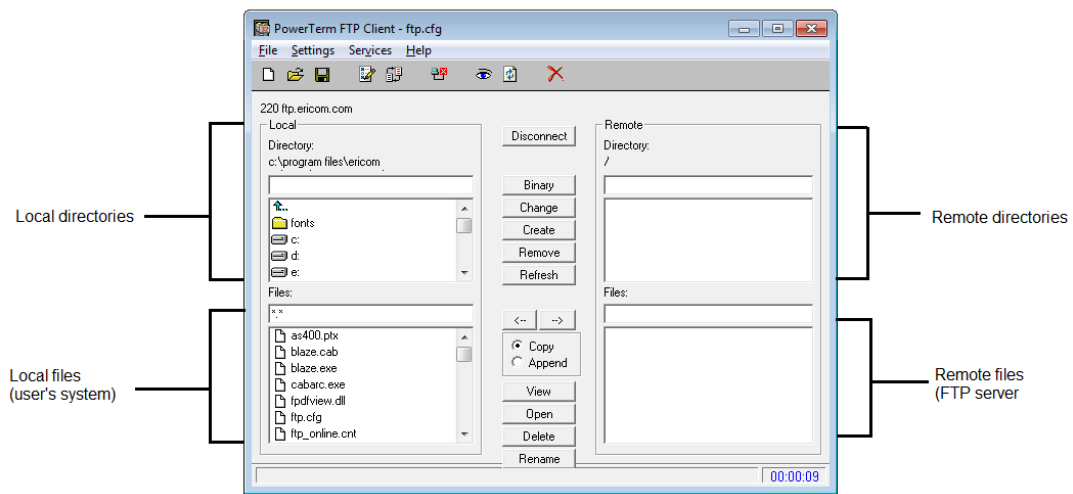 PowerTerm FTP Client - ftp.cfg
File Settings Services Help
220 ftp.ericom.com
Local
Directory:
c:\program files\ericom
fonts
c:
d:
e:
Files:
*.*
as400.ptx
blaze.cab
blaze.exe
cabarc.exe
fpdfview.dll
ftp.cfg
ftp_online.cnt
Disconnect
Binary
Change
Create
Remove
Refresh
<--
-->
Copy
Append
View
Open
Delete
Rename
Remote
Directory:
/
Files:
00:00:09
Local directories
Local files
(user's system)
Remote directories
Remote files
(FTP server